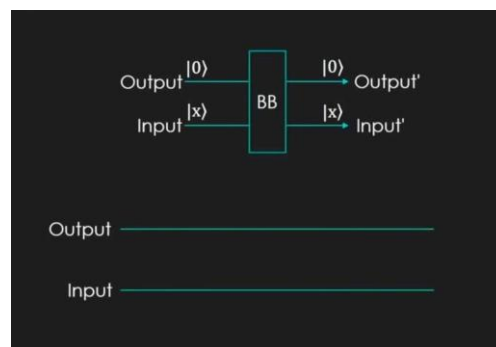 |0⟩ |0⟩
Output Output'
BB
|x⟩ |x⟩
Input Input'
Output
Input